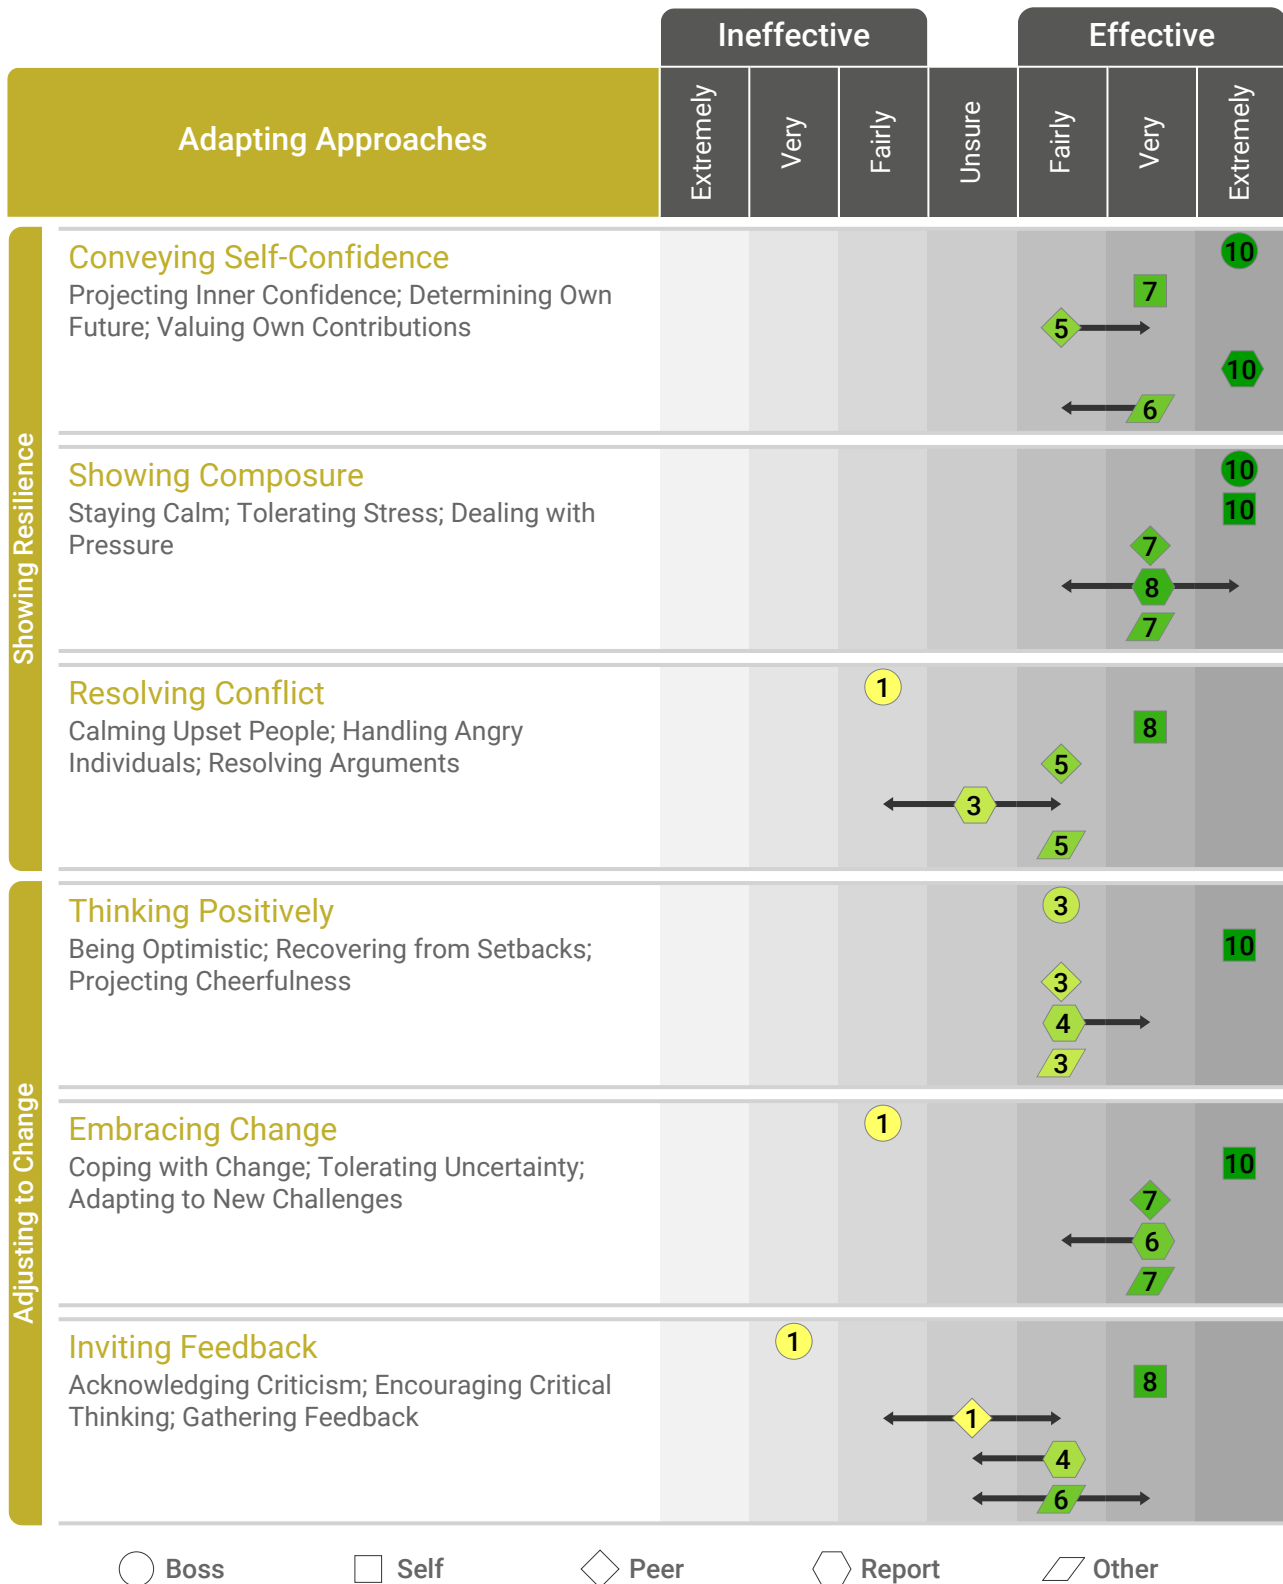 Ineffective
Effective
Adapting Approaches
Extremely
Very
Fairly
Unsure
Fairly
Very
Extremely
Showing Resilience
Conveying Self-Confidence
Projecting Inner Confidence; Determining Own
Future; Valuing Own Contributions
10
7
5
10
6
Showing Composure
Staying Calm; Tolerating Stress; Dealing with
Pressure
10
10
7
8
7
Resolving Conflict
Calming Upset People; Handling Angry
Individuals; Resolving Arguments
1
8
5
3
5
Adjusting to Change
Thinking Positively
Being Optimistic; Recovering from Setbacks;
Projecting Cheerfulness
3
10
3
4
3
Embracing Change
Coping with Change; Tolerating Uncertainty;
Adapting to New Challenges
1
10
7
6
7
Inviting Feedback
Acknowledging Criticism; Encouraging Critical
Thinking; Gathering Feedback
1
8
1
4
6
Boss
Self
Peer
Report
Other